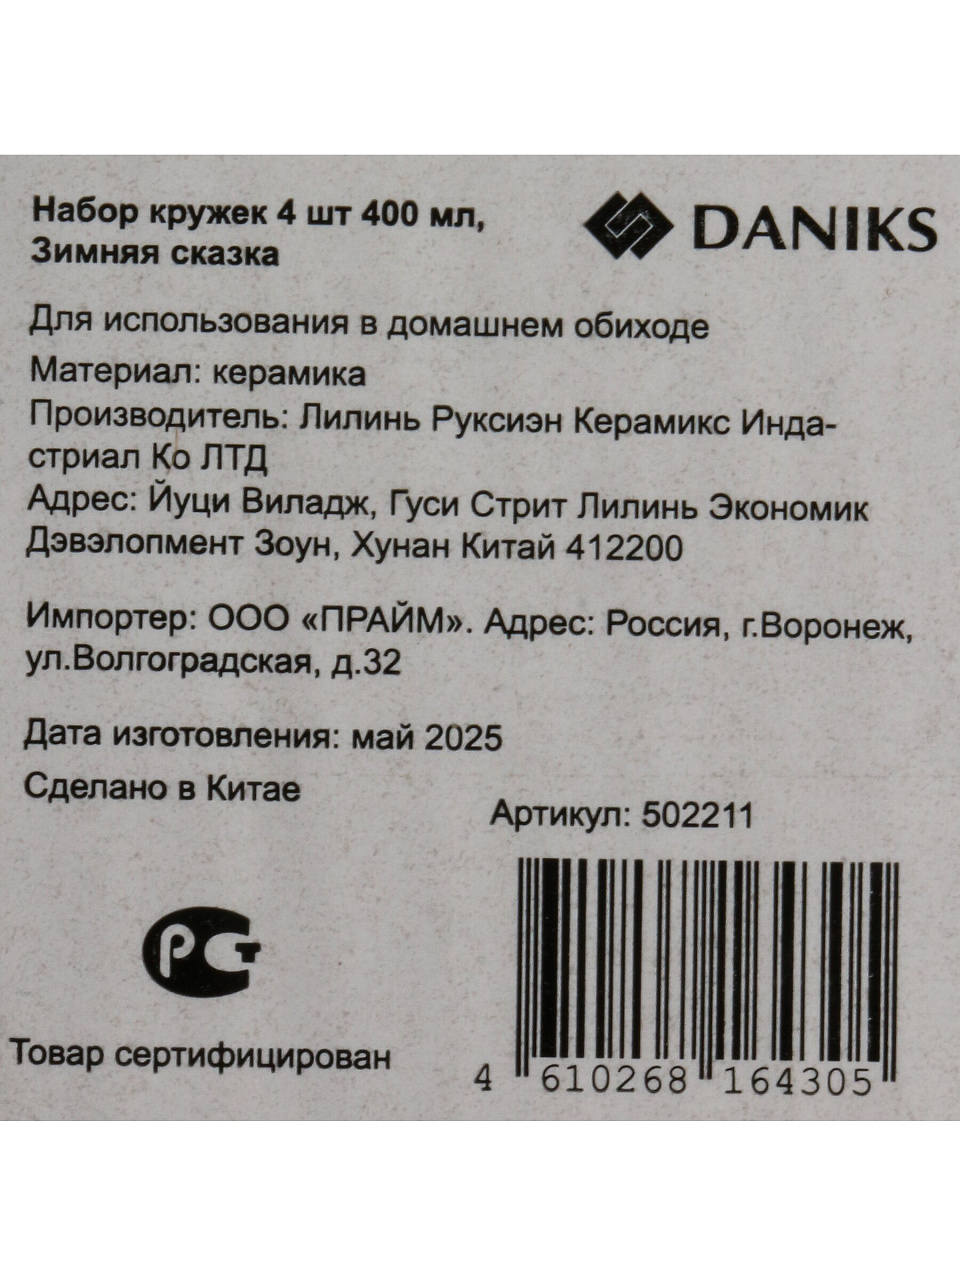 Набор кружек 4 шт 400 мл,
Зимняя сказка
DANIKS
Для использования в домашнем обиходе
Материал: керамика
Производитель: Лилинь Руксиэн Керамикс Инда-
стриал Ко ЛТД
Адрес: Йуци Виладж, Гуси Стрит Лилинь Экономик
Дэвэлопмент Зоун, Хунан Китай 412200
Импортер: ООО «ПРАЙМ». Адрес: Россия, г.Воронеж,
ул.Волгоградская, д.32
Дата изготовления: май 2025
Сделано в Китае
Артикул: 502211
РСТ
Товар сертифицирован
4 610268 164305